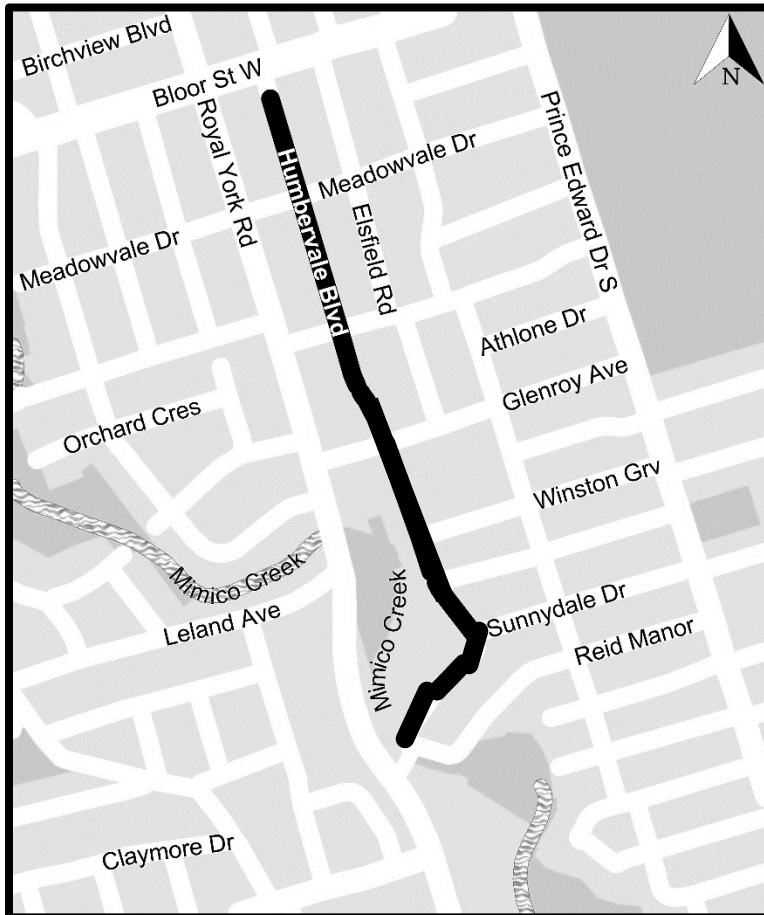 Birchview Blvd
Bloor St W
N
Royal York Rd
Prince Edward Dr S
Humbervale Blvd
Meadowvale Dr
Meadowvale Dr
Elsfield Rd
Athlone Dr
Glenroy Ave
Orchard Cres
Winston Grv
Mimico Creek
Mimico Creek
Leland Ave
Sunnydale Dr
Reid Manor
Claymore Dr